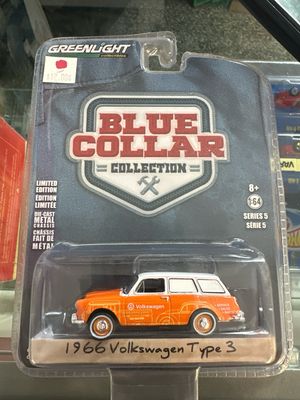 GREENLIGHT
collectibles
BLUE
COLLAR
COLLECTION
LIMITED
EDITION
ÉDITION
LIMITÉE
DIE-CAST
METAL
CHASSIS
CHÂSSIS
FAIT DE
METAL
8+
1:64
SERIES 5
SÉRIE 5
Volkswagen
1966 Volkswagen Type 3